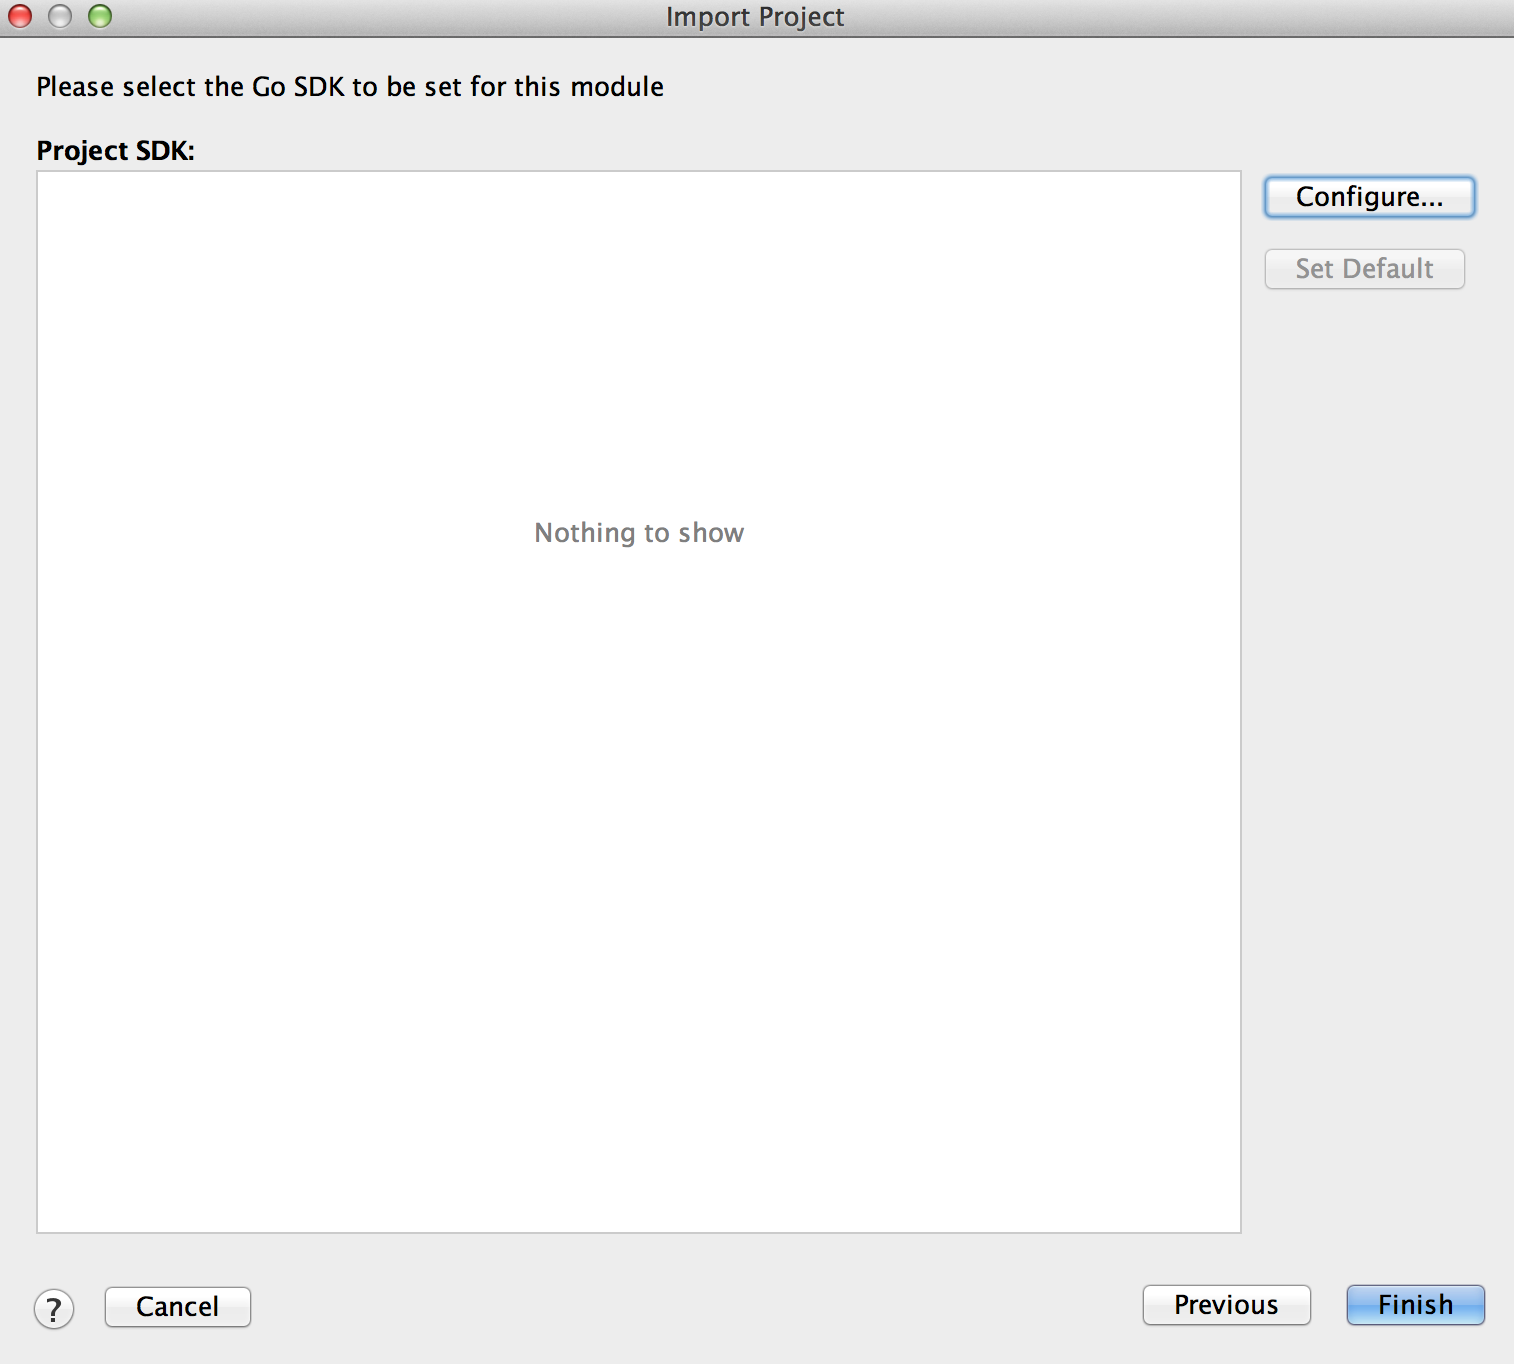 Import Project
Please select the Go SDK to be set for this module
Project SDK:
Configure...
Set Default
Nothing to show
?
Cancel
Previous
Finish